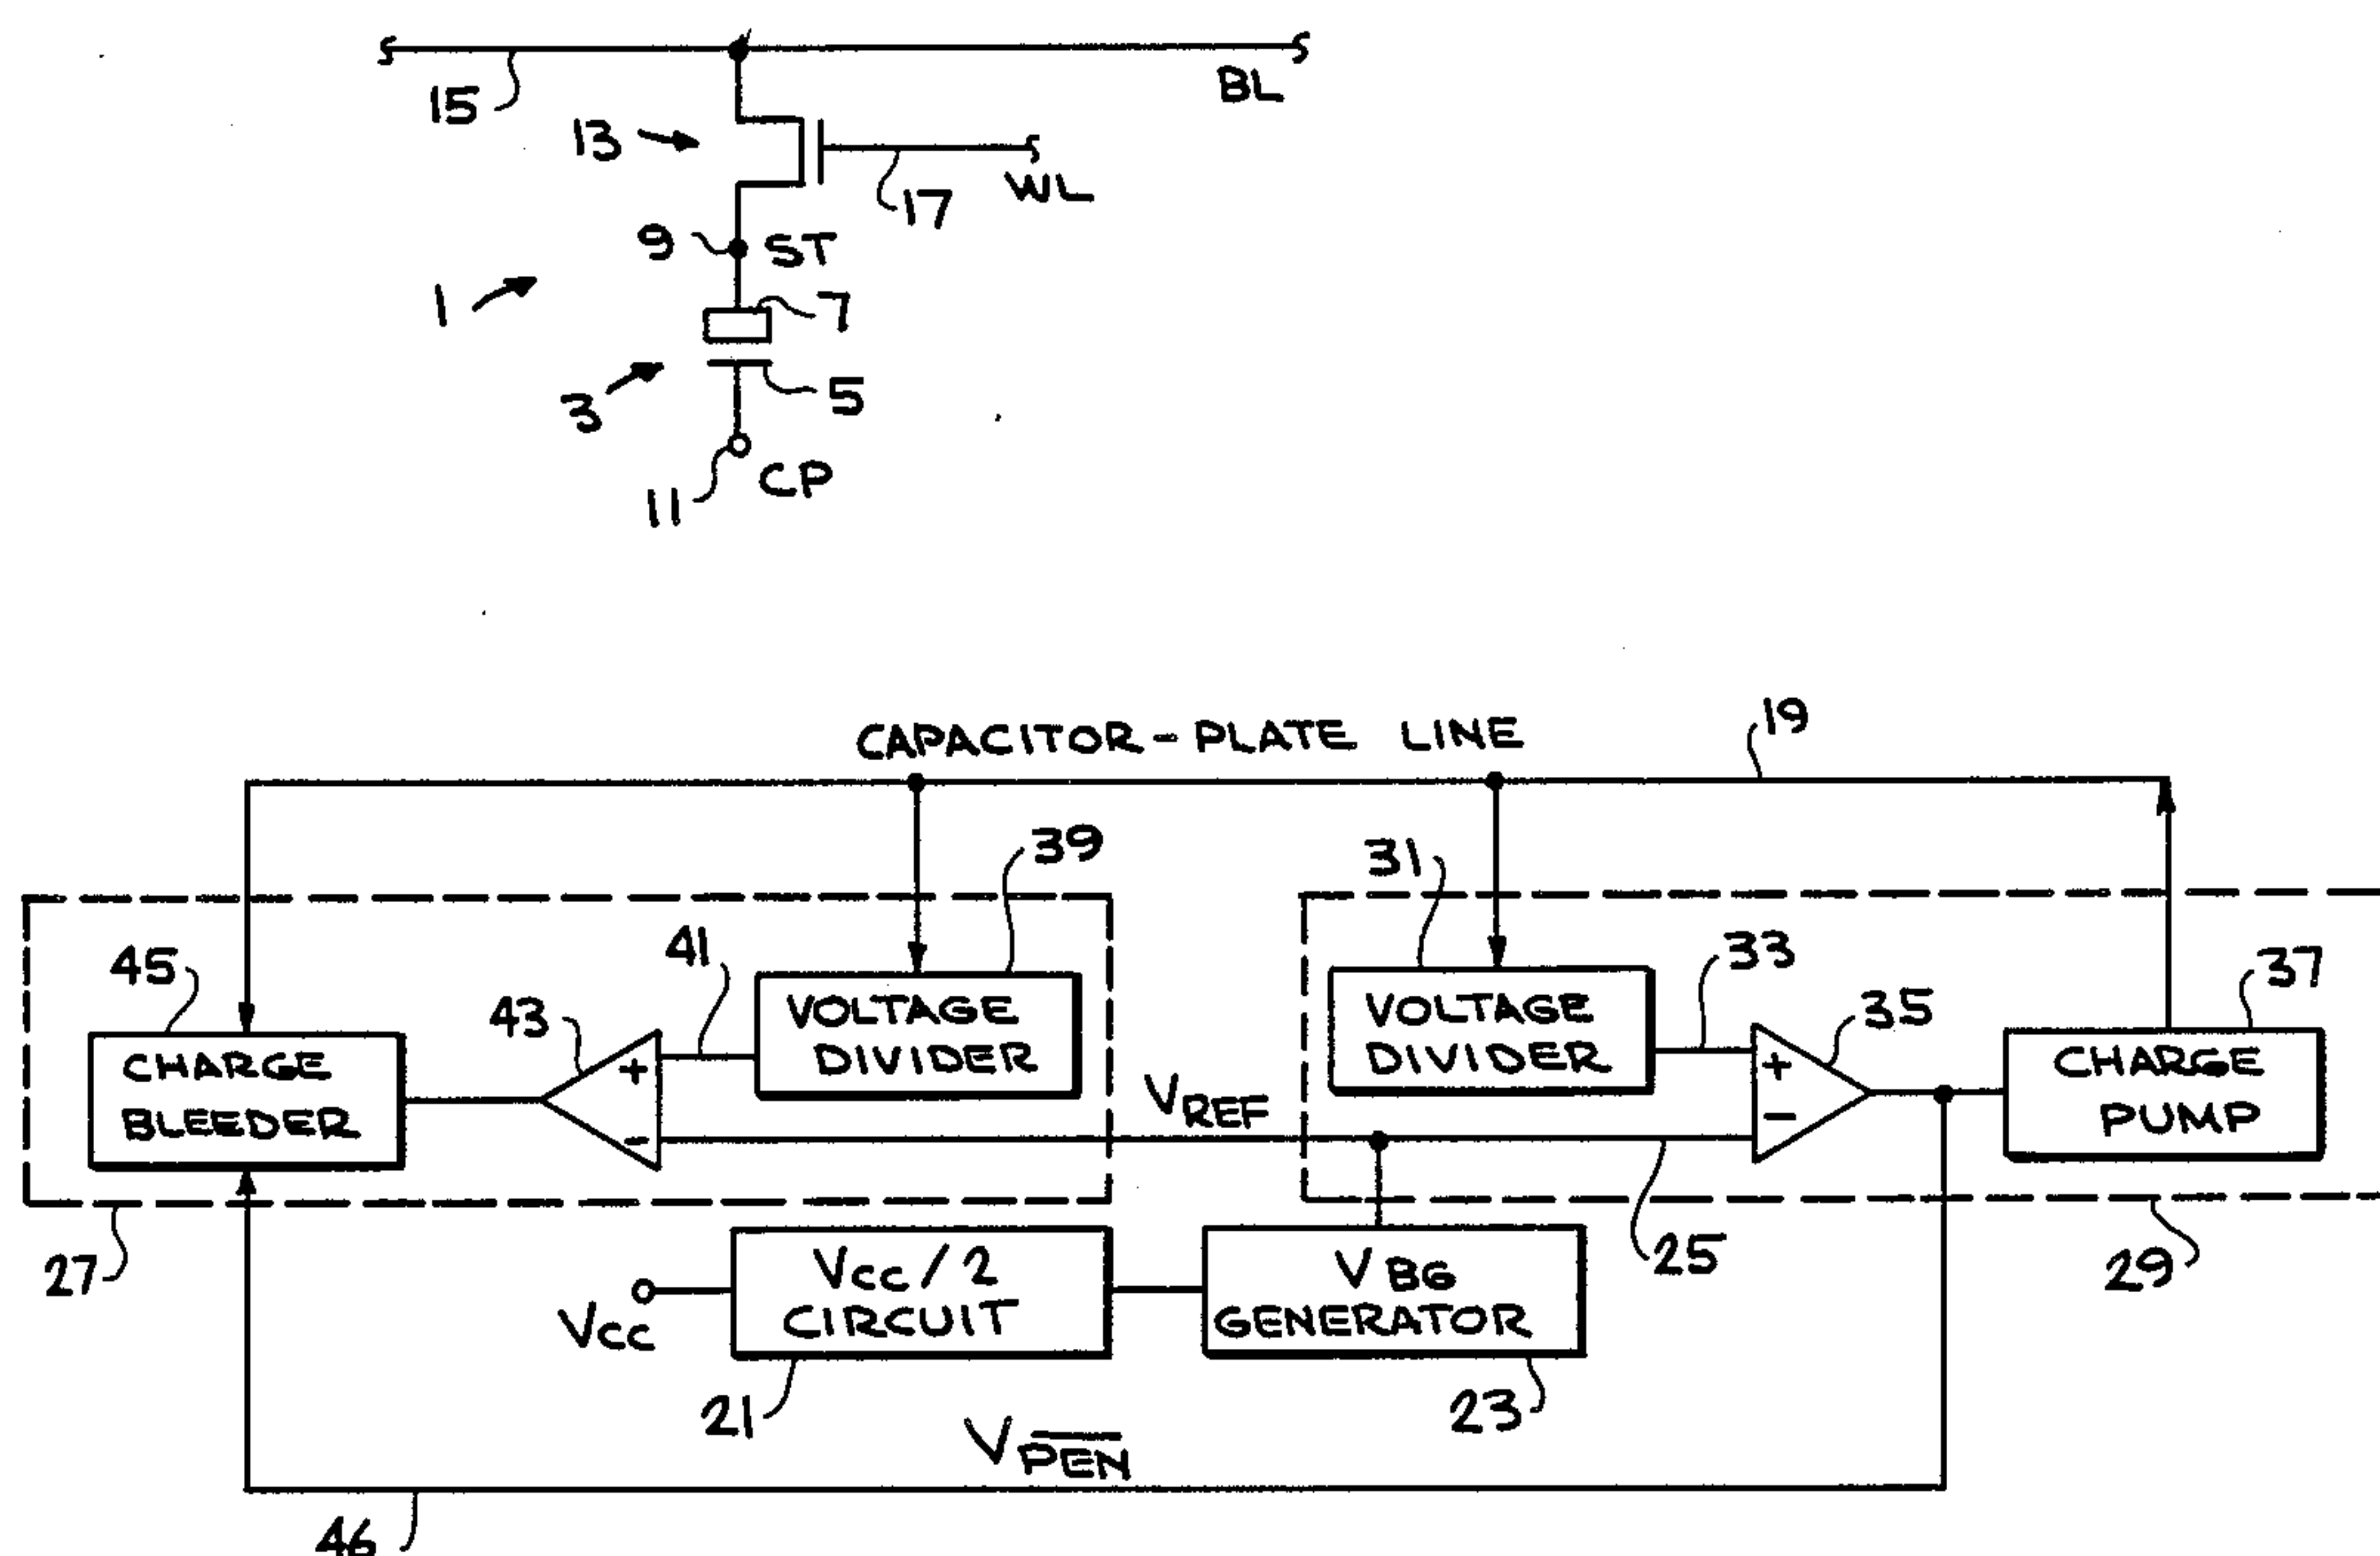 15
BL
13
WL
17
9
ST
1
7
3
5
CP
11
CAPACITOR-PLATE LINE
19
39
31
45
41
33
37
43
35
VOLTAGE
DIVIDER
VOLTAGE
DIVIDER
CHARGE
BLEEDER
+
-
VREF
+
-
CHARGE
PUMP
27
VCC
VCC/2
CIRCUIT
VBG
GENERATOR
25
29
21
23
VPEN
46